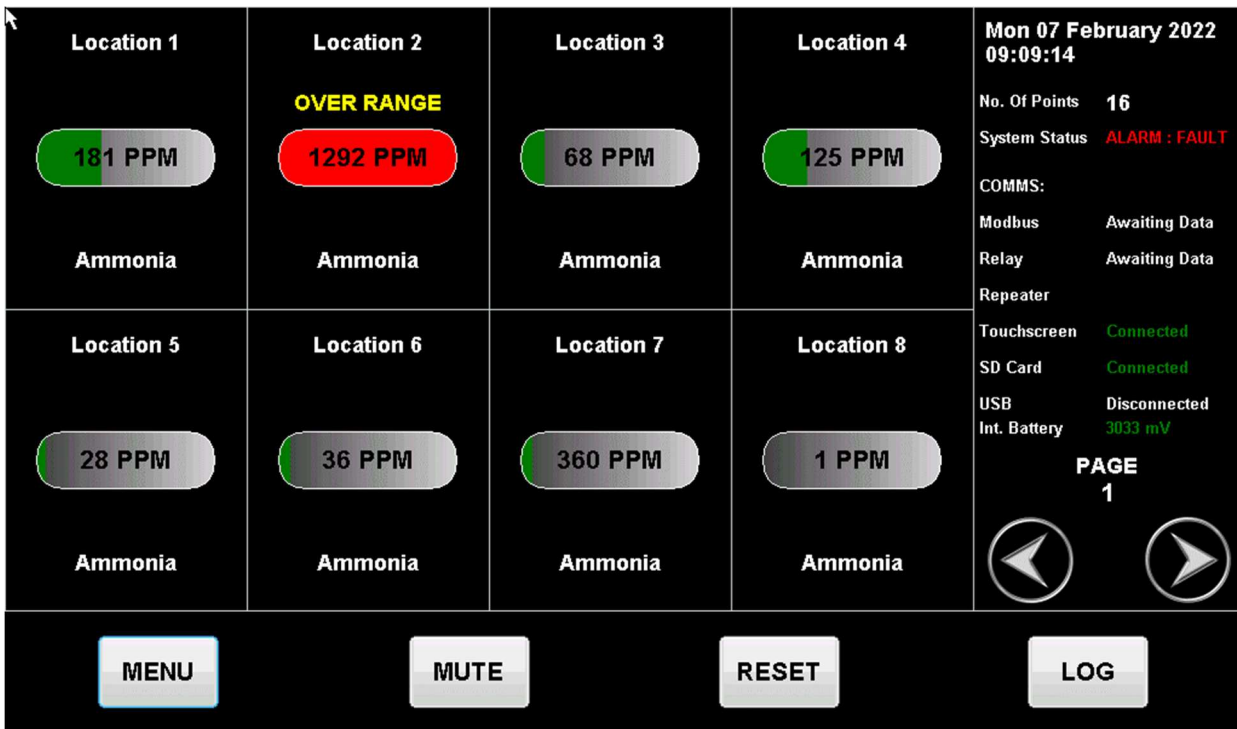 Location 1
Location 2
Location 3
Location 4
OVER RANGE
181 PPM
1292 PPM
68 PPM
125 PPM
Ammonia
Ammonia
Ammonia
Ammonia
Location 5
Location 6
Location 7
Location 8
28 PPM
36 PPM
360 PPM
1 PPM
Ammonia
Ammonia
Ammonia
Ammonia
Mon 07 February 2022
09:09:14
No. Of Points 16
System Status ALARM : FAULT
COMMS:
Modbus Awaiting Data
Relay Awaiting Data
Repeater
Touchscreen Connected
SD Card Connected
USB Disconnected
Int. Battery 3033 mV
PAGE
1
MENU
MUTE
RESET
LOG